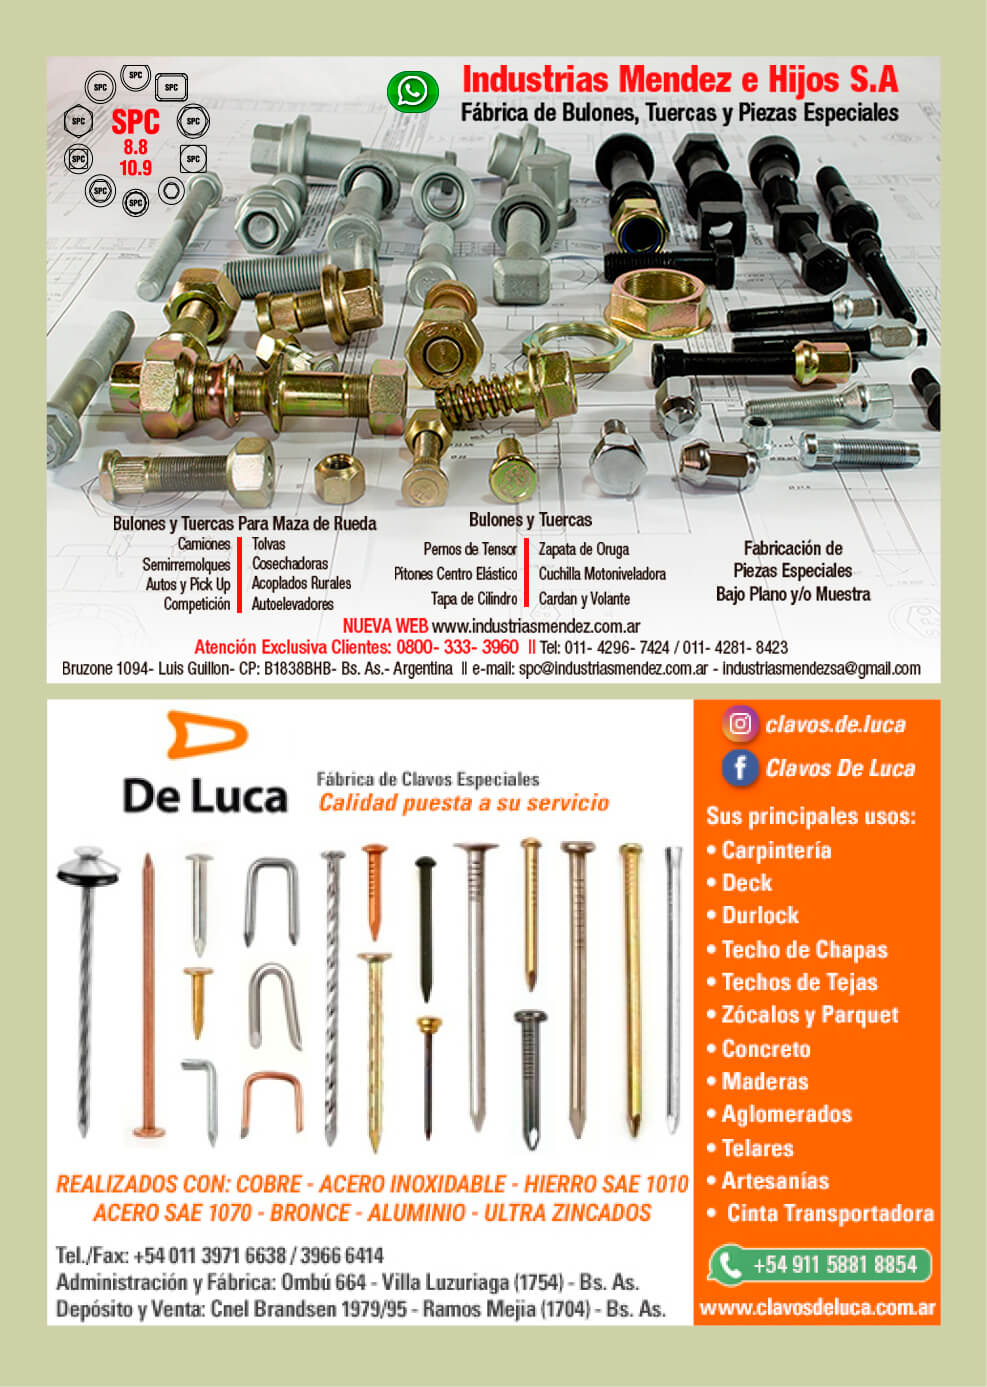 SPC
SPC
SPC
SPC
SPC
SPC
SPC
SPC
SPC
SPC
8.8
10.9
Industrias Mendez e Hijos S.A
Fábrica de Bulones, Tuercas y Piezas Especiales
Bulones y Tuercas Para Maza de Rueda
Camiones
Semirremolques
Autos y Pick Up
Competición
Tolvas
Cosechadoras
Acoplados Rurales
Autoelevadores
Bulones y Tuercas
Pernos de Tensor
Pitones Centro Elástico
Tapa de Cilindro
Zapata de Oruga
Cuchilla Motoniveladora
Cardan y Volante
Fabricación de
Piezas Especiales
Bajo Plano y/o Muestra
NUEVA WEB www.industriasmendez.com.ar
Atención Exclusiva Clientes: 0800- 333- 3960 || Tel: 011- 4296- 7424 / 011- 4281- 8423
Bruzone 1094- Luis Guillon- CP: B1838BHB- Bs. As.- Argentina || e-mail: spc@industriasmendez.com.ar - industriasmendezsa@gmail.com
De Luca
Fábrica de Clavos Especiales
Calidad puesta a su servicio
REALIZADOS CON: COBRE - ACERO INOXIDABLE - HIERRO SAE 1010
ACERO SAE 1070 - BRONCE - ALUMINIO - ULTRA ZINCADOS
Tel./Fax: +54 011 3971 6638 / 3966 6414
Administración y Fábrica: Ombú 664 - Villa Luzuriaga (1754) - Bs. As.
Depósito y Venta: Cnel Brandsen 1979/95 - Ramos Mejia (1704) - Bs. As.
clavos.de.luca
Clavos De Luca
Sus principales usos:
• Carpintería
• Deck
• Durlock
• Techo de Chapas
• Techos de Tejas
• Zócalos y Parquet
• Concreto
• Maderas
• Aglomerados
• Telares
• Artesanías
• Cinta Transportadora
+54 911 5881 8854
www.clavosdeluca.com.ar